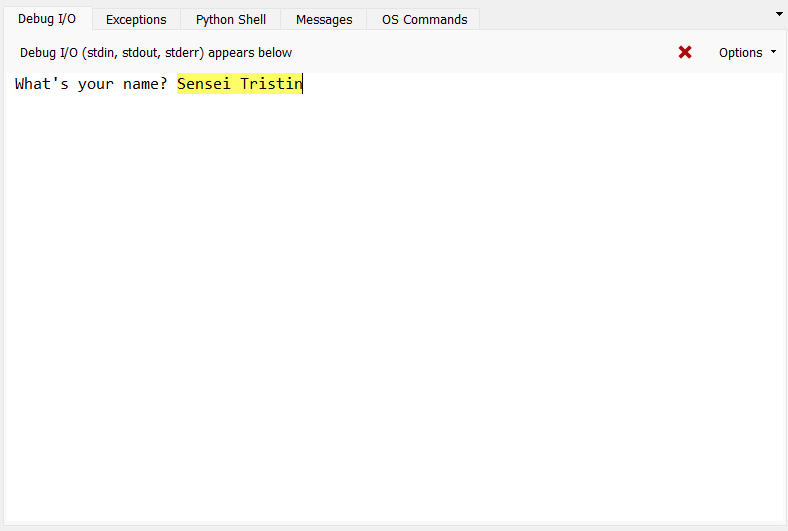 Debug I/O Exceptions Python Shell Messages OS Commands
Debug I/O (stdin, stdout, stderr) appears below Options
What's your name? Sensei Tristin